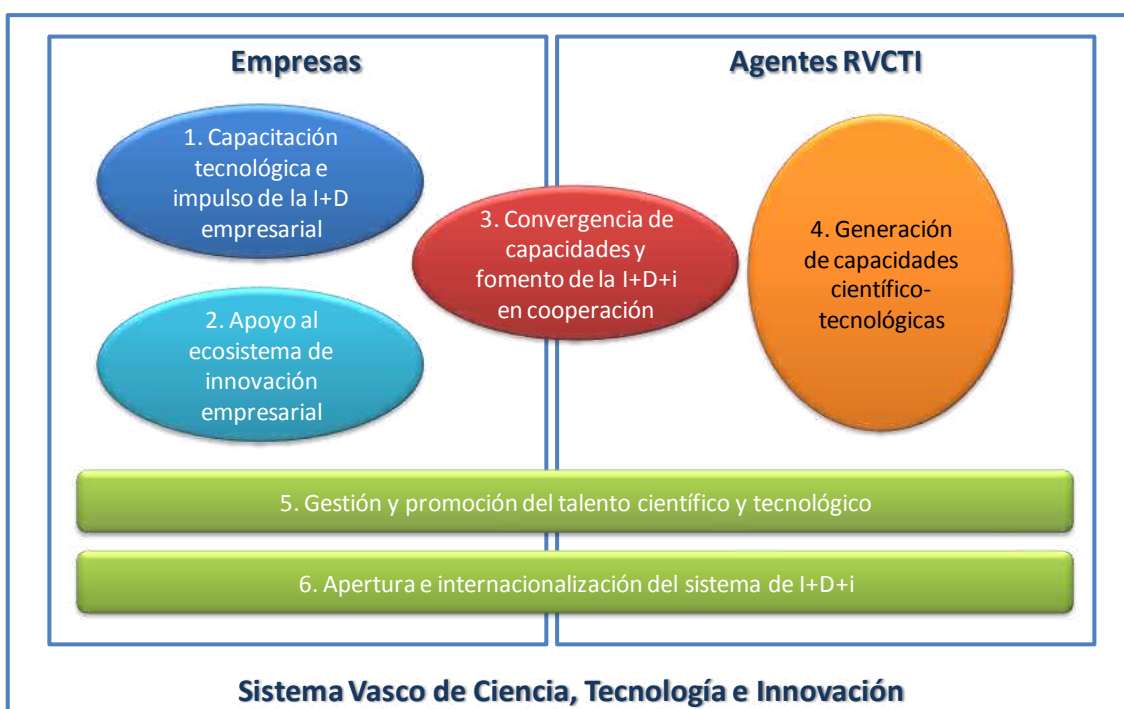 Empresas
Agentes RVCTI
1. Capacitación
tecnológica e
impulso de la I+D
empresarial
2. Apoyo al
ecosistema de
innovación
empresarial
3. Convergencia de
capacidades y
fomento de la I+D+i
en cooperación
4. Generación
de capacidades
científico-
tecnológicas
5. Gestión y promoción del talento científico y tecnológico
6. Apertura e internacionalización del sistema de I+D+i
Sistema Vasco de Ciencia, Tecnología e Innovación